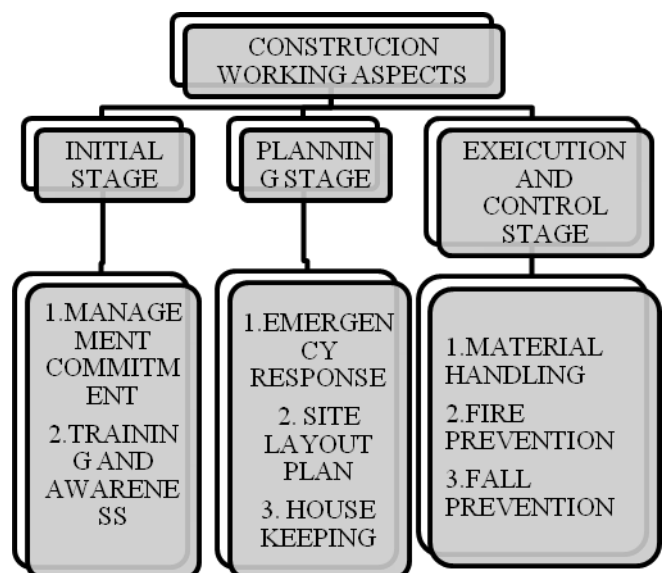 CONSTRUCION
WORKING ASPECTS
INITIAL
STAGE
PLANNIN
G STAGE
EXEICUTION
AND
CONTROL
STAGE
1.MANAGE
MENT
COMMITM
ENT
2.TRAININ
G AND
AWARENE
SS
1.EMERGEN
CY
RESPONSE
2. SITE
LAYOUT
PLAN
3. HOUSE
KEEPING
1.MATERIAL
HANDLING
2.FIRE
PREVENTION
3.FALL
PREVENTION